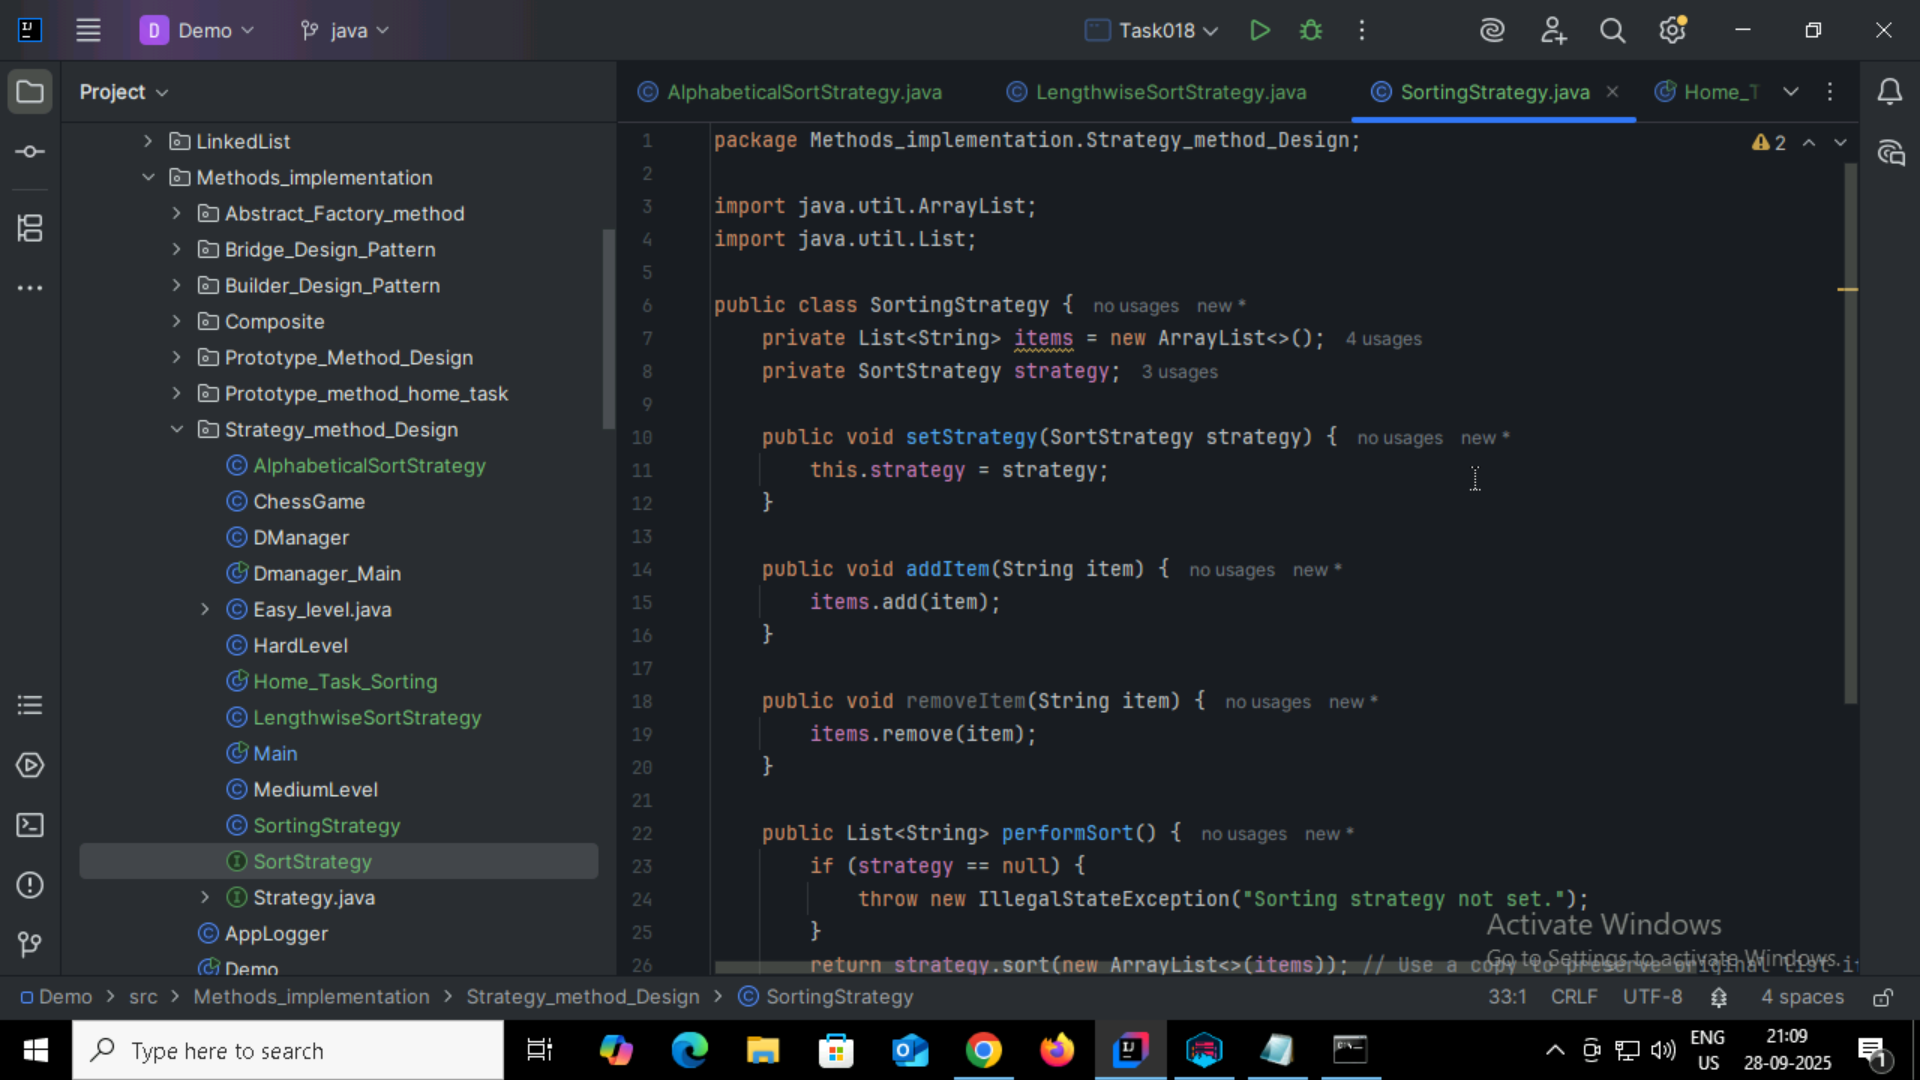 D Demo java Task018
Project
AlphabeticalSortStrategy.java LengthwiseSortStrategy.java SortingStrategy.java Home_T
LinkedList
Methods_implementation
Abstract_Factory_method
Bridge_Design_Pattern
Builder_Design_Pattern
Composite
Prototype_Method_Design
Prototype_method_home_task
Strategy_method_Design
AlphabeticalSortStrategy
ChessGame
DManager
Dmanager_Main
Easy_level.java
HardLevel
Home_Task_Sorting
LengthwiseSortStrategy
Main
MediumLevel
SortingStrategy
SortStrategy
Strategy.java
AppLogger
Demo
1 package Methods_implementation.Strategy_method_Design; 2
2
3 import java.util.ArrayList;
4 import java.util.List;
5
6 public class SortingStrategy { no usages new *
7 private List<String> items = new ArrayList<>(); 4 usages
8 private SortStrategy strategy; 3 usages
9
10 public void setStrategy(SortStrategy strategy) { no usages new *
11 this.strategy = strategy;
12 }
13
14 public void addItem(String item) { no usages new *
15 items.add(item);
16 }
17
18 public void removeItem(String item) { no usages new *
19 items.remove(item);
20 }
21
22 public List<String> performSort() { no usages new *
23 if (strategy == null) {
24 throw new IllegalStateException("Sorting strategy not set.");
25 }
26 return strategy.sort(new ArrayList<>(items)); // Use a copy to preserve original list i
Activate Windows
Go to Settings to activate Windows.
Demo > src > Methods_implementation > Strategy_method_Design > SortingStrategy 33:1 CRLF UTF-8 4 spaces
Type here to search
ENG
US
21:09
28-09-2025
1